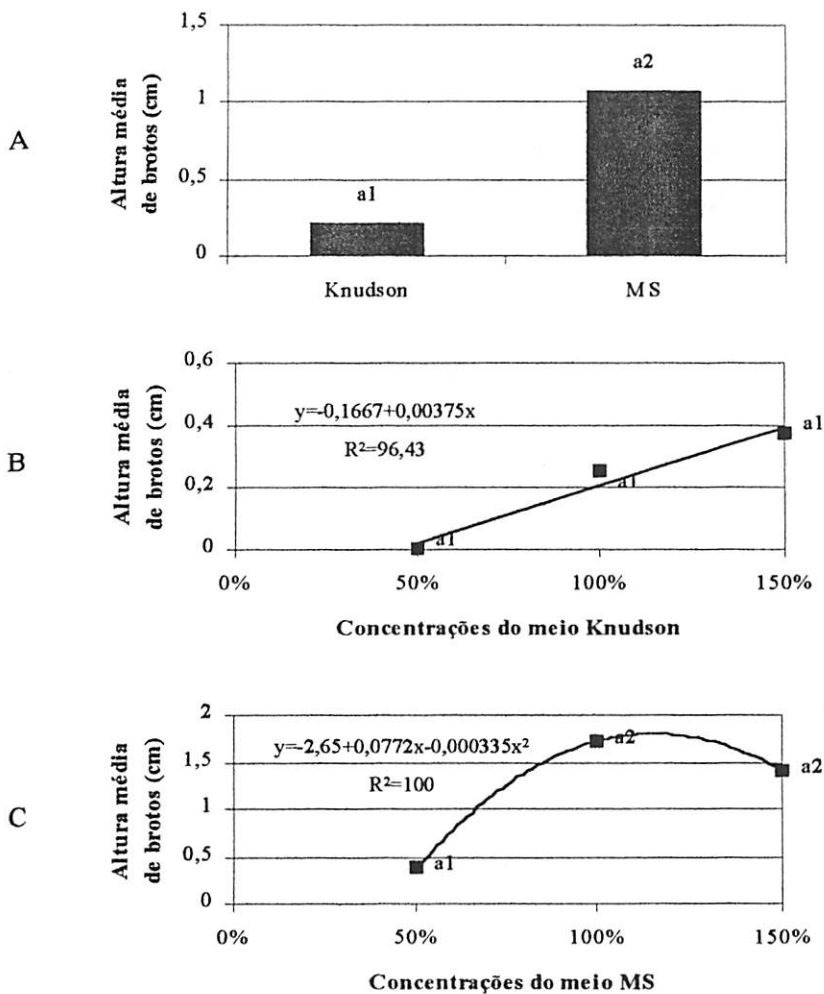 A
Altura média
de brotos (cm)
1,5
1
0,5
0
a1
a2
Knudson
MS
B
Altura média
de brotos (cm)
0,6
0,4
0,2
0
y=-0,1667+0,00375x
R²=96,43
a1
a1
a1
0%
50%
100%
150%
Concentrações do meio Knudson
C
Altura média
de brotos (cm)
2
1,5
1
0,5
0
y=-2,65+0,0772x-0,000335x²
R²=100
a1
a2
a2
0%
50%
100%
150%
Concentrações do meio MS